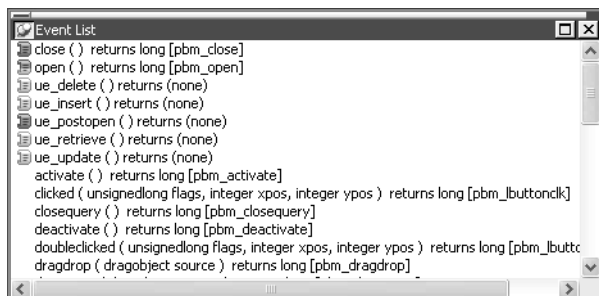 Event List
close ( ) returns long [pbm_close]
open ( ) returns long [pbm_open]
ue_delete ( ) returns (none)
ue_insert ( ) returns (none)
ue_postopen ( ) returns (none)
ue_retrieve ( ) returns (none)
ue_update ( ) returns (none)
activate ( ) returns long [pbm_activate]
clicked ( unsignedlong flags, integer xpos, integer ypos ) returns long [pbm_lbuttonclk]
closequery ( ) returns long [pbm_closequery]
deactivate ( ) returns long [pbm_deactivate]
doubleclicked ( unsignedlong flags, integer xpos, integer ypos ) returns long [pbm_lbuttc
dragdrop ( dragobject source ) returns long [pbm_dragdrop]